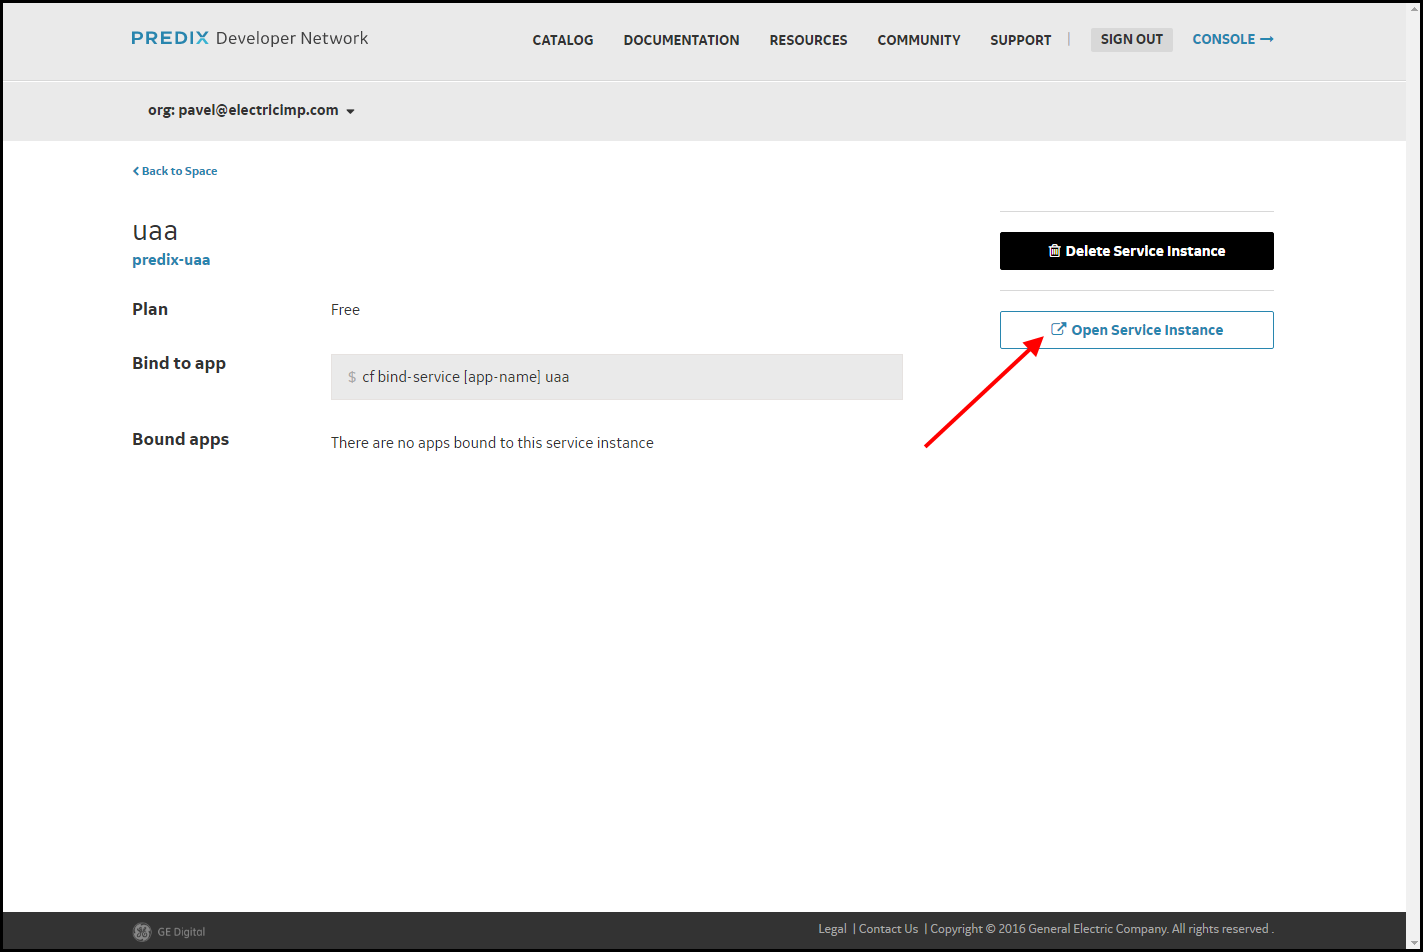 PREDIX Developer Network
CATALOG DOCUMENTATION RESOURCES COMMUNITY SUPPORT | SIGN OUT CONSOLE →
org: pavel@electricimp.com
Back to Space
uaa
predix-uaa
Delete Service Instance
Open Service Instance
Plan Free
Bind to app $ cf bind-service [app-name] uaa
Bound apps There are no apps bound to this service instance
GE Digital
Legal | Contact Us | Copyright © 2016 General Electric Company. All rights reserved .